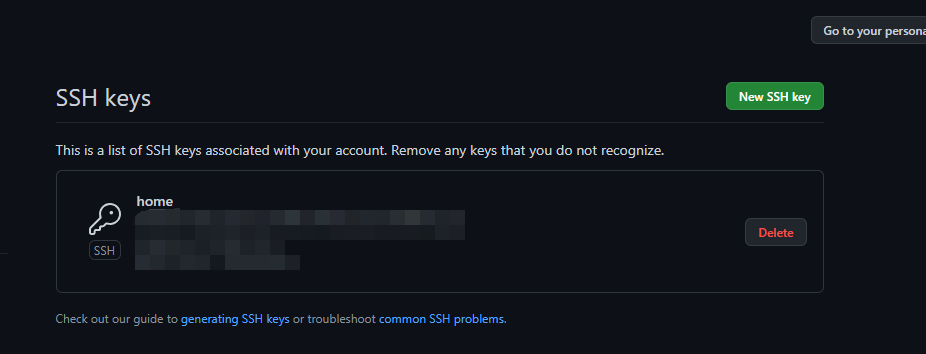 Go to your persona
SSH keys
New SSH key
This is a list of SSH keys associated with your account. Remove any keys that you do not recognize.
home
SSH
Delete
Check out our guide to generating SSH keys or troubleshoot common SSH problems.